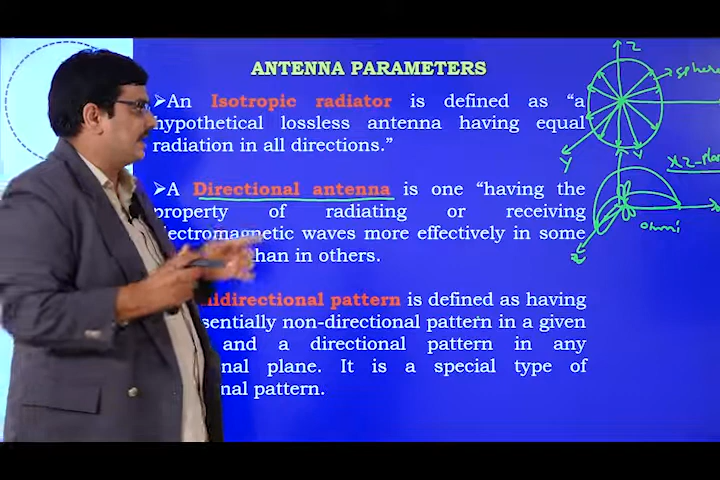 ANTENNA PARAMETERS
➢An Isotropic radiator is defined as “a
hypothetical lossless antenna having equal
radiation in all directions.”
➢A Directional antenna is one “having the
property of radiating or receiving
electromagnetic waves more effectively in some
than in others.
nidirectional pattern is defined as having
sentially non-directional pattern in a given
and a directional pattern in any
nal plane. It is a special type of
nal pattern.
Z
sphere
Y
XZ-pla
omni